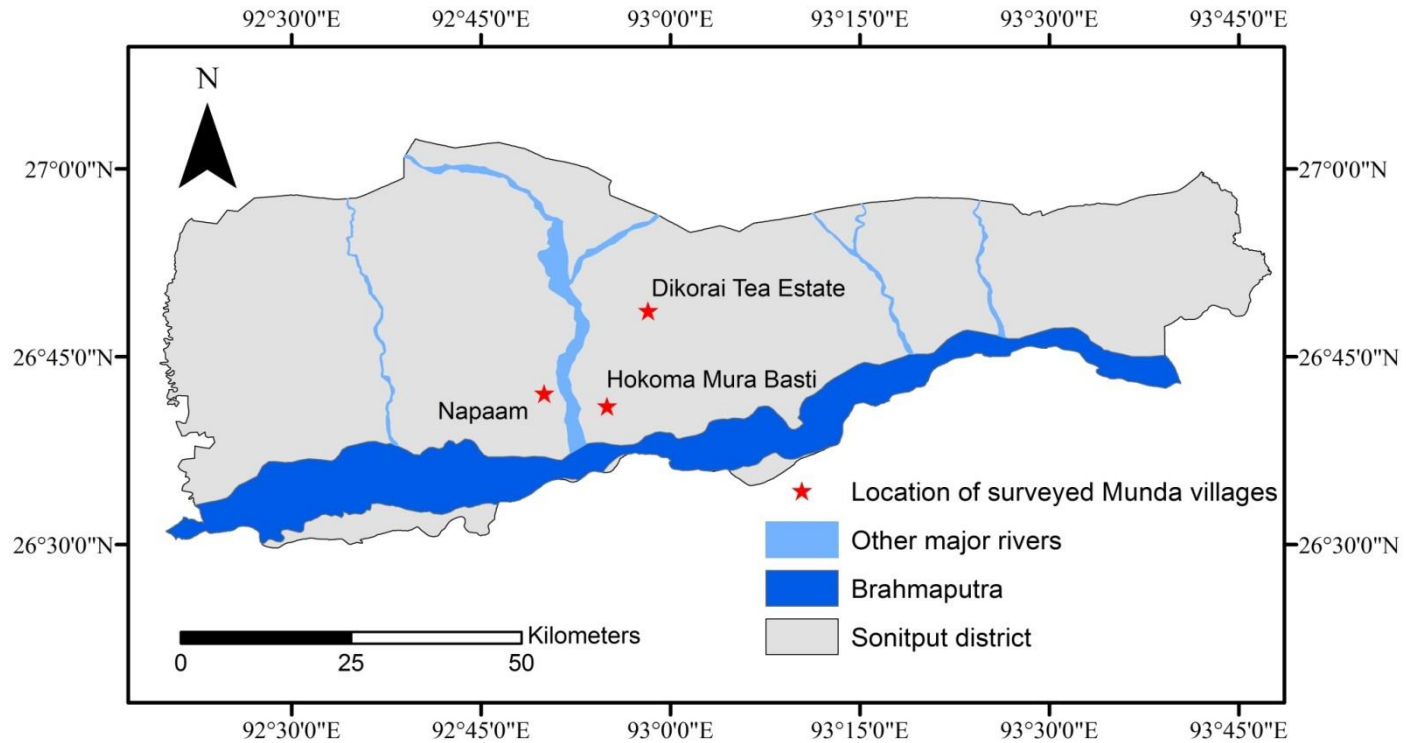 92°30'0"E 92°45'0"E 93°0'0"E 93°15'0"E 93°30'0"E 93°45'0"E
N
27°0'0"N 27°0'0"N
Dikorai Tea Estate
26°45'0"N 26°45'0"N
Hokoma Mura Basti
Napaam
Location of surveyed Munda villages
26°30'0"N 26°30'0"N
Other major rivers
Brahmaputra
Sonitput district
Kilometers
0 25 50
92°30'0"E 92°45'0"E 93°0'0"E 93°15'0"E 93°30'0"E 93°45'0"E